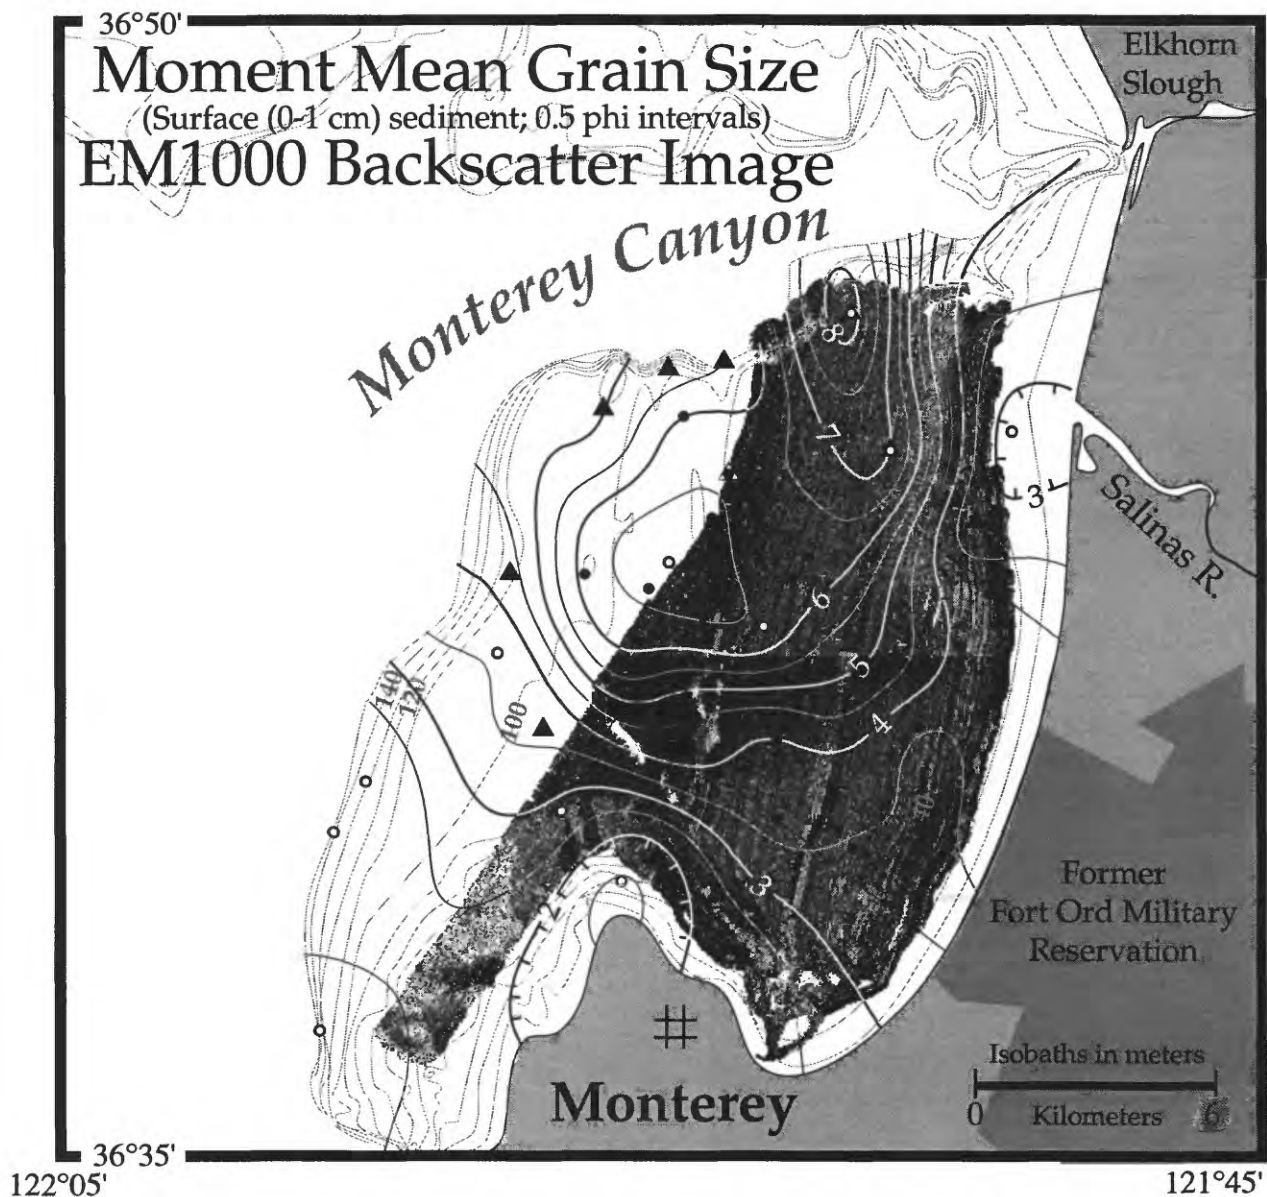 36°50'
Moment Mean Grain Size
(Surface (0-1 cm) sediment; 0.5 phi intervals)
EM1000 Backscatter Image
Elkhorn
Slough
Monterey Canyon
8
7
3
Salinas R.
6
5
140
120
100
4
3
2
Former
Fort Ord Military
Reservation
#
Monterey
Isobaths in meters
0
Kilometers
6
36°35'
122°05'
121°45'